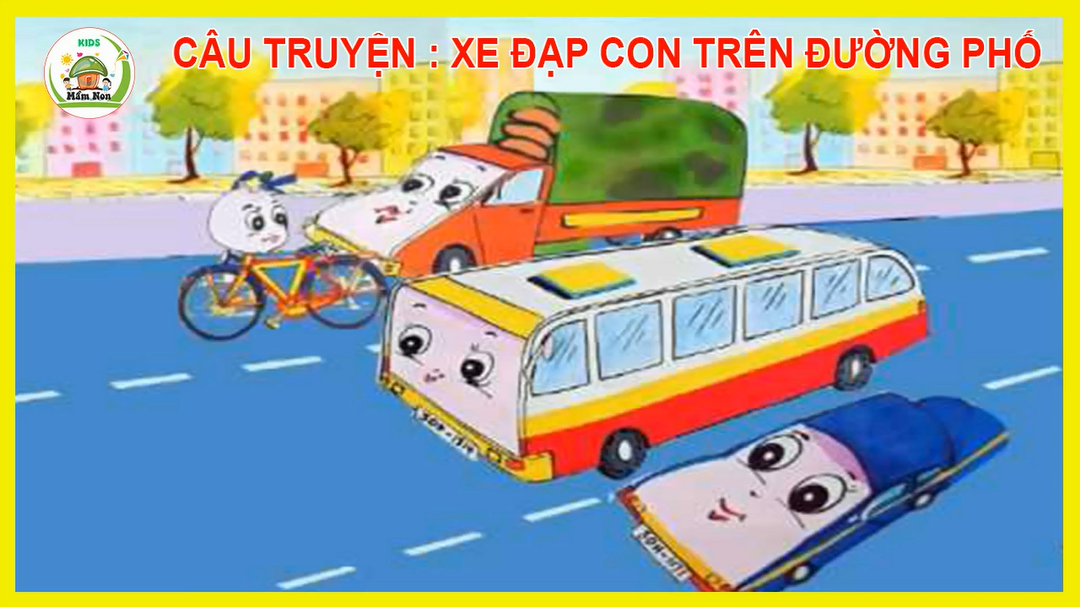 KIDS
Mầm Non
CÂU TRUYỆN : XE ĐẠP CON TRÊN ĐƯỜNG PHỐ